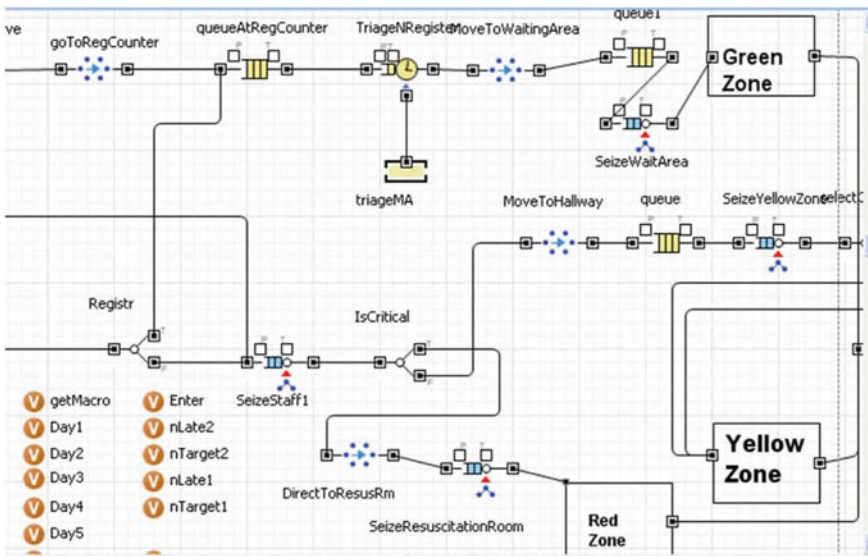 ve
goToRegCounter
queueAtRegCounter
TriageNRegister
MoveToWaitingArea
queue1
Green
Zone
SeizeWaitArea
triageMA
MoveToHallway
queue
SeizeYellowZone
selectO
Registr
IsCritical
SeizeStaff1
getMacro
Enter
Day1
nLate2
Day2
nTarget2
Day3
nLate1
Day4
nTarget1
Day5
DirectToResusRm
SeizeResuscitationRoom
Yellow
Zone
Red
Zone